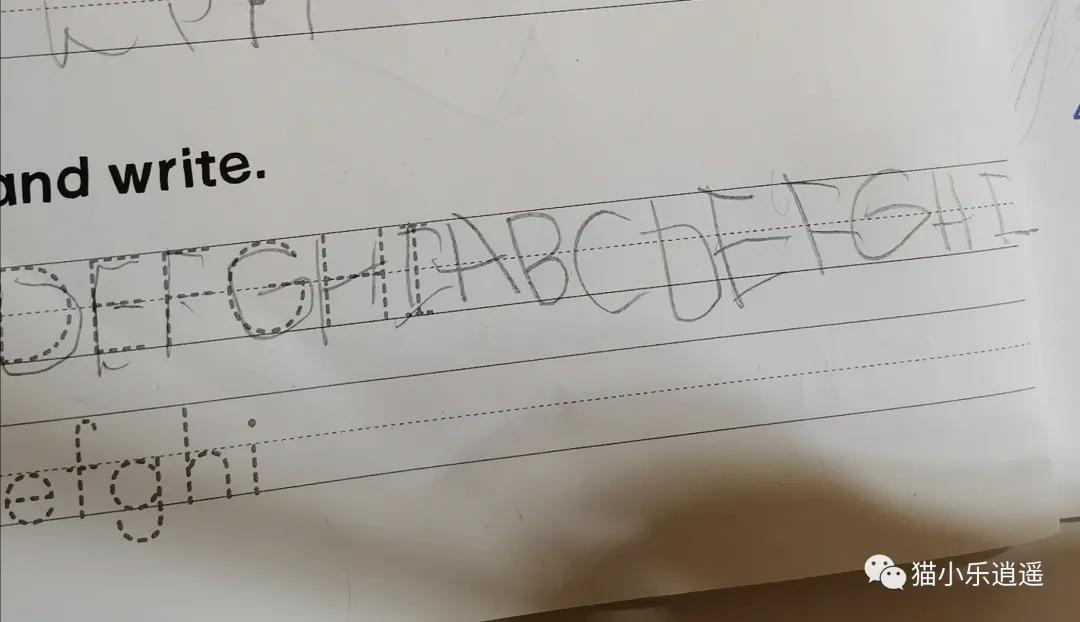 and write.
DEFGHIABCDEFGHI
efghi
猫小乐逍遥